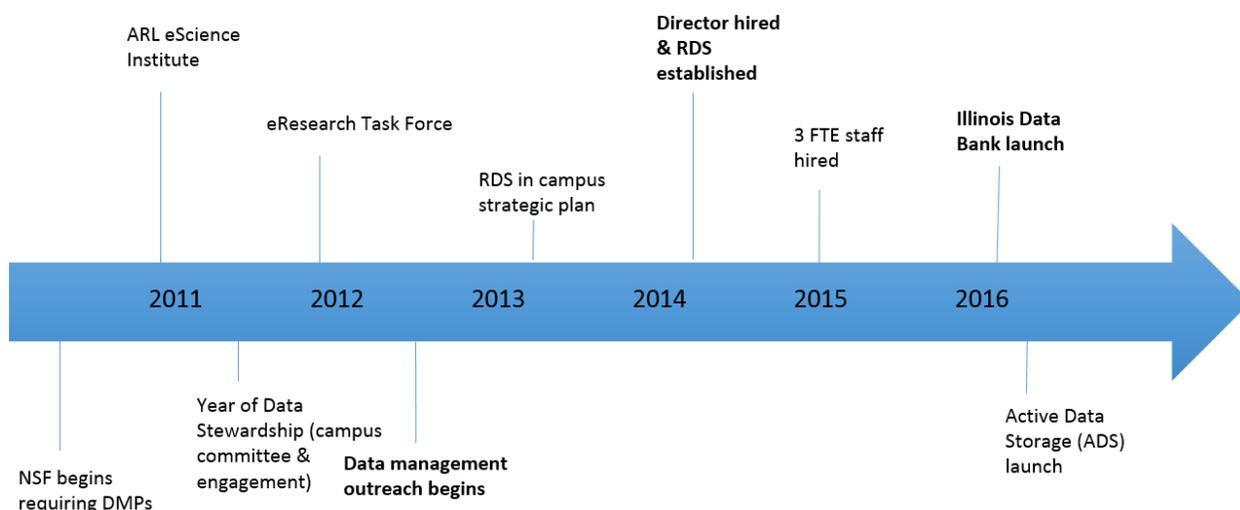 ARL eScience
Institute
eResearch Task Force
RDS in campus
strategic plan
Director hired
& RDS
established
3 FTE staff
hired
Illinois Data
Bank launch
2011
2012
2013
2014
2015
2016
NSF begins
requiring DMPs
Year of Data
Stewardship (campus
committee &
engagement)
Data management
outreach begins
Active Data
Storage (ADS)
launch